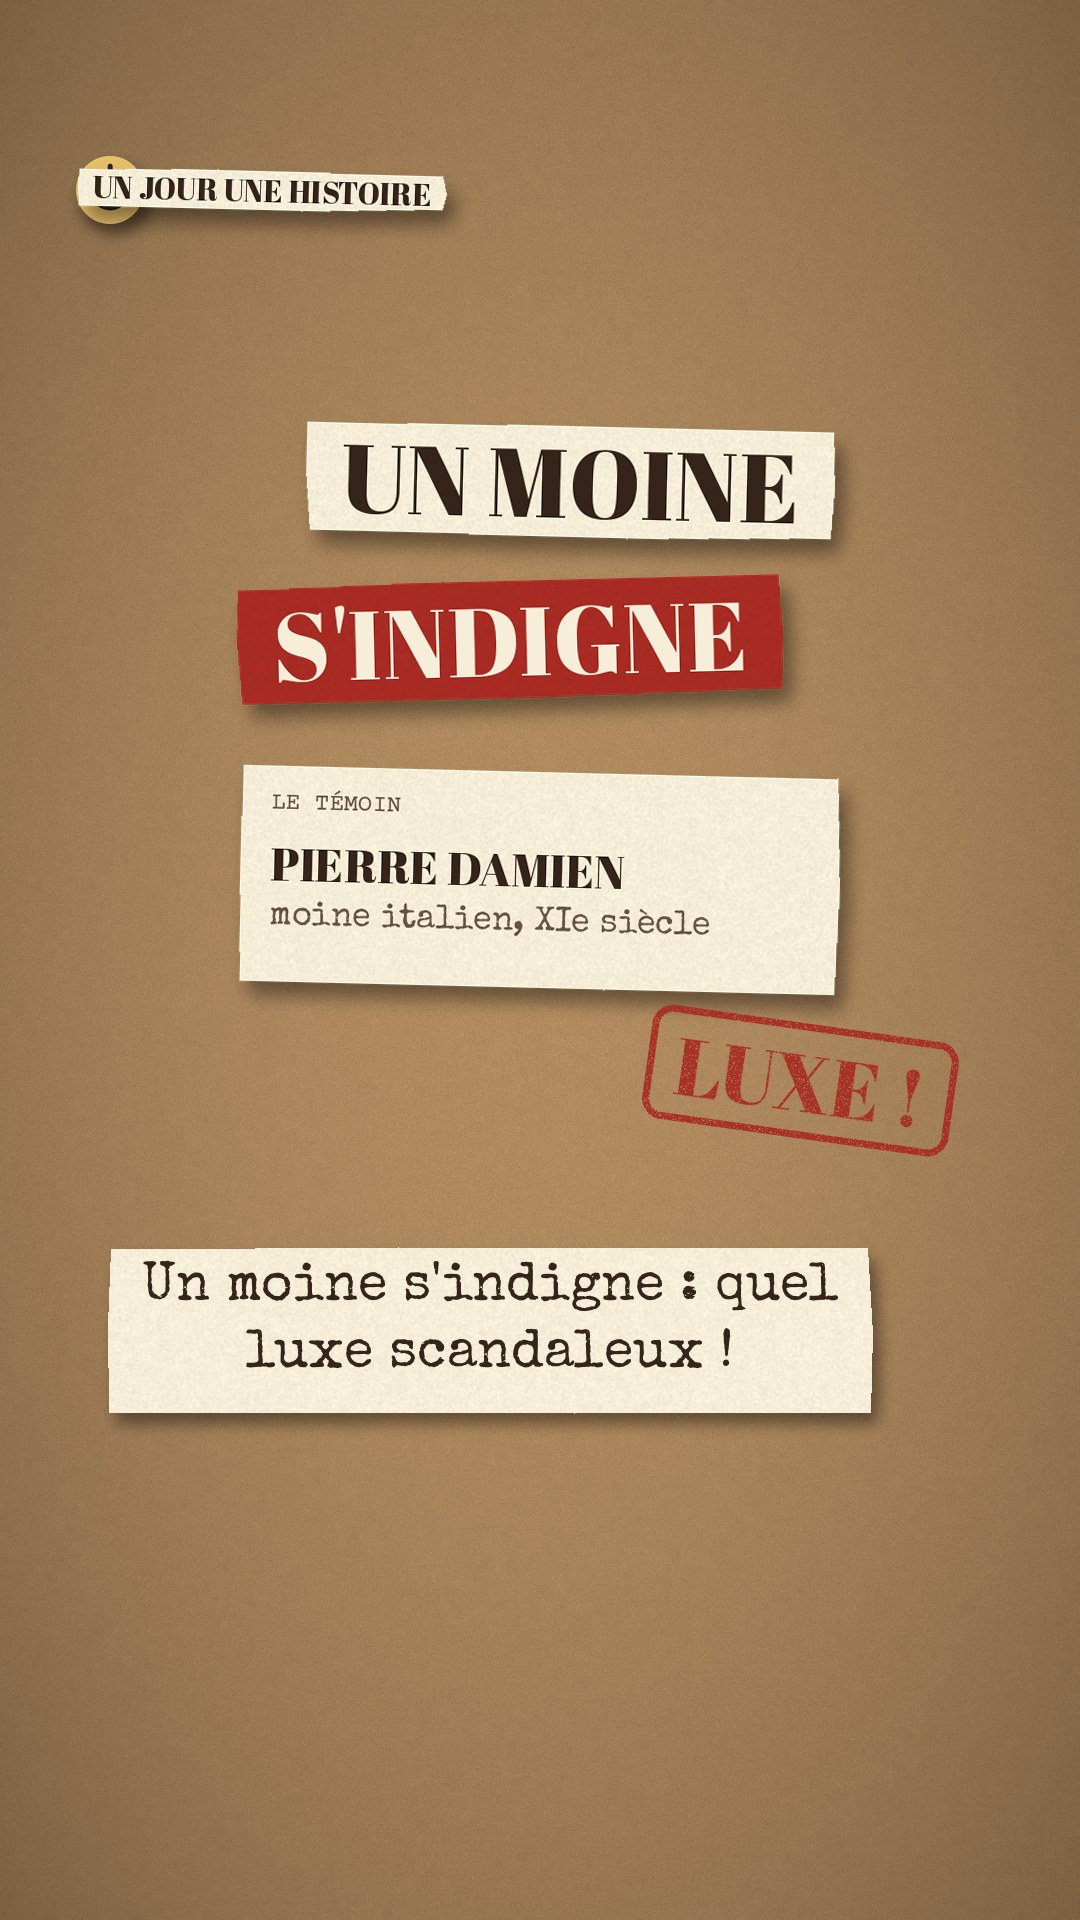 UN JOUR UNE HISTOIRE
UN MOINE
S'INDIGNE
LE TÉMOIN
PIERRE DAMIEN
moine italien, XIe siècle
LUXE !
Un moine s'indigne : quel
luxe scandaleux !